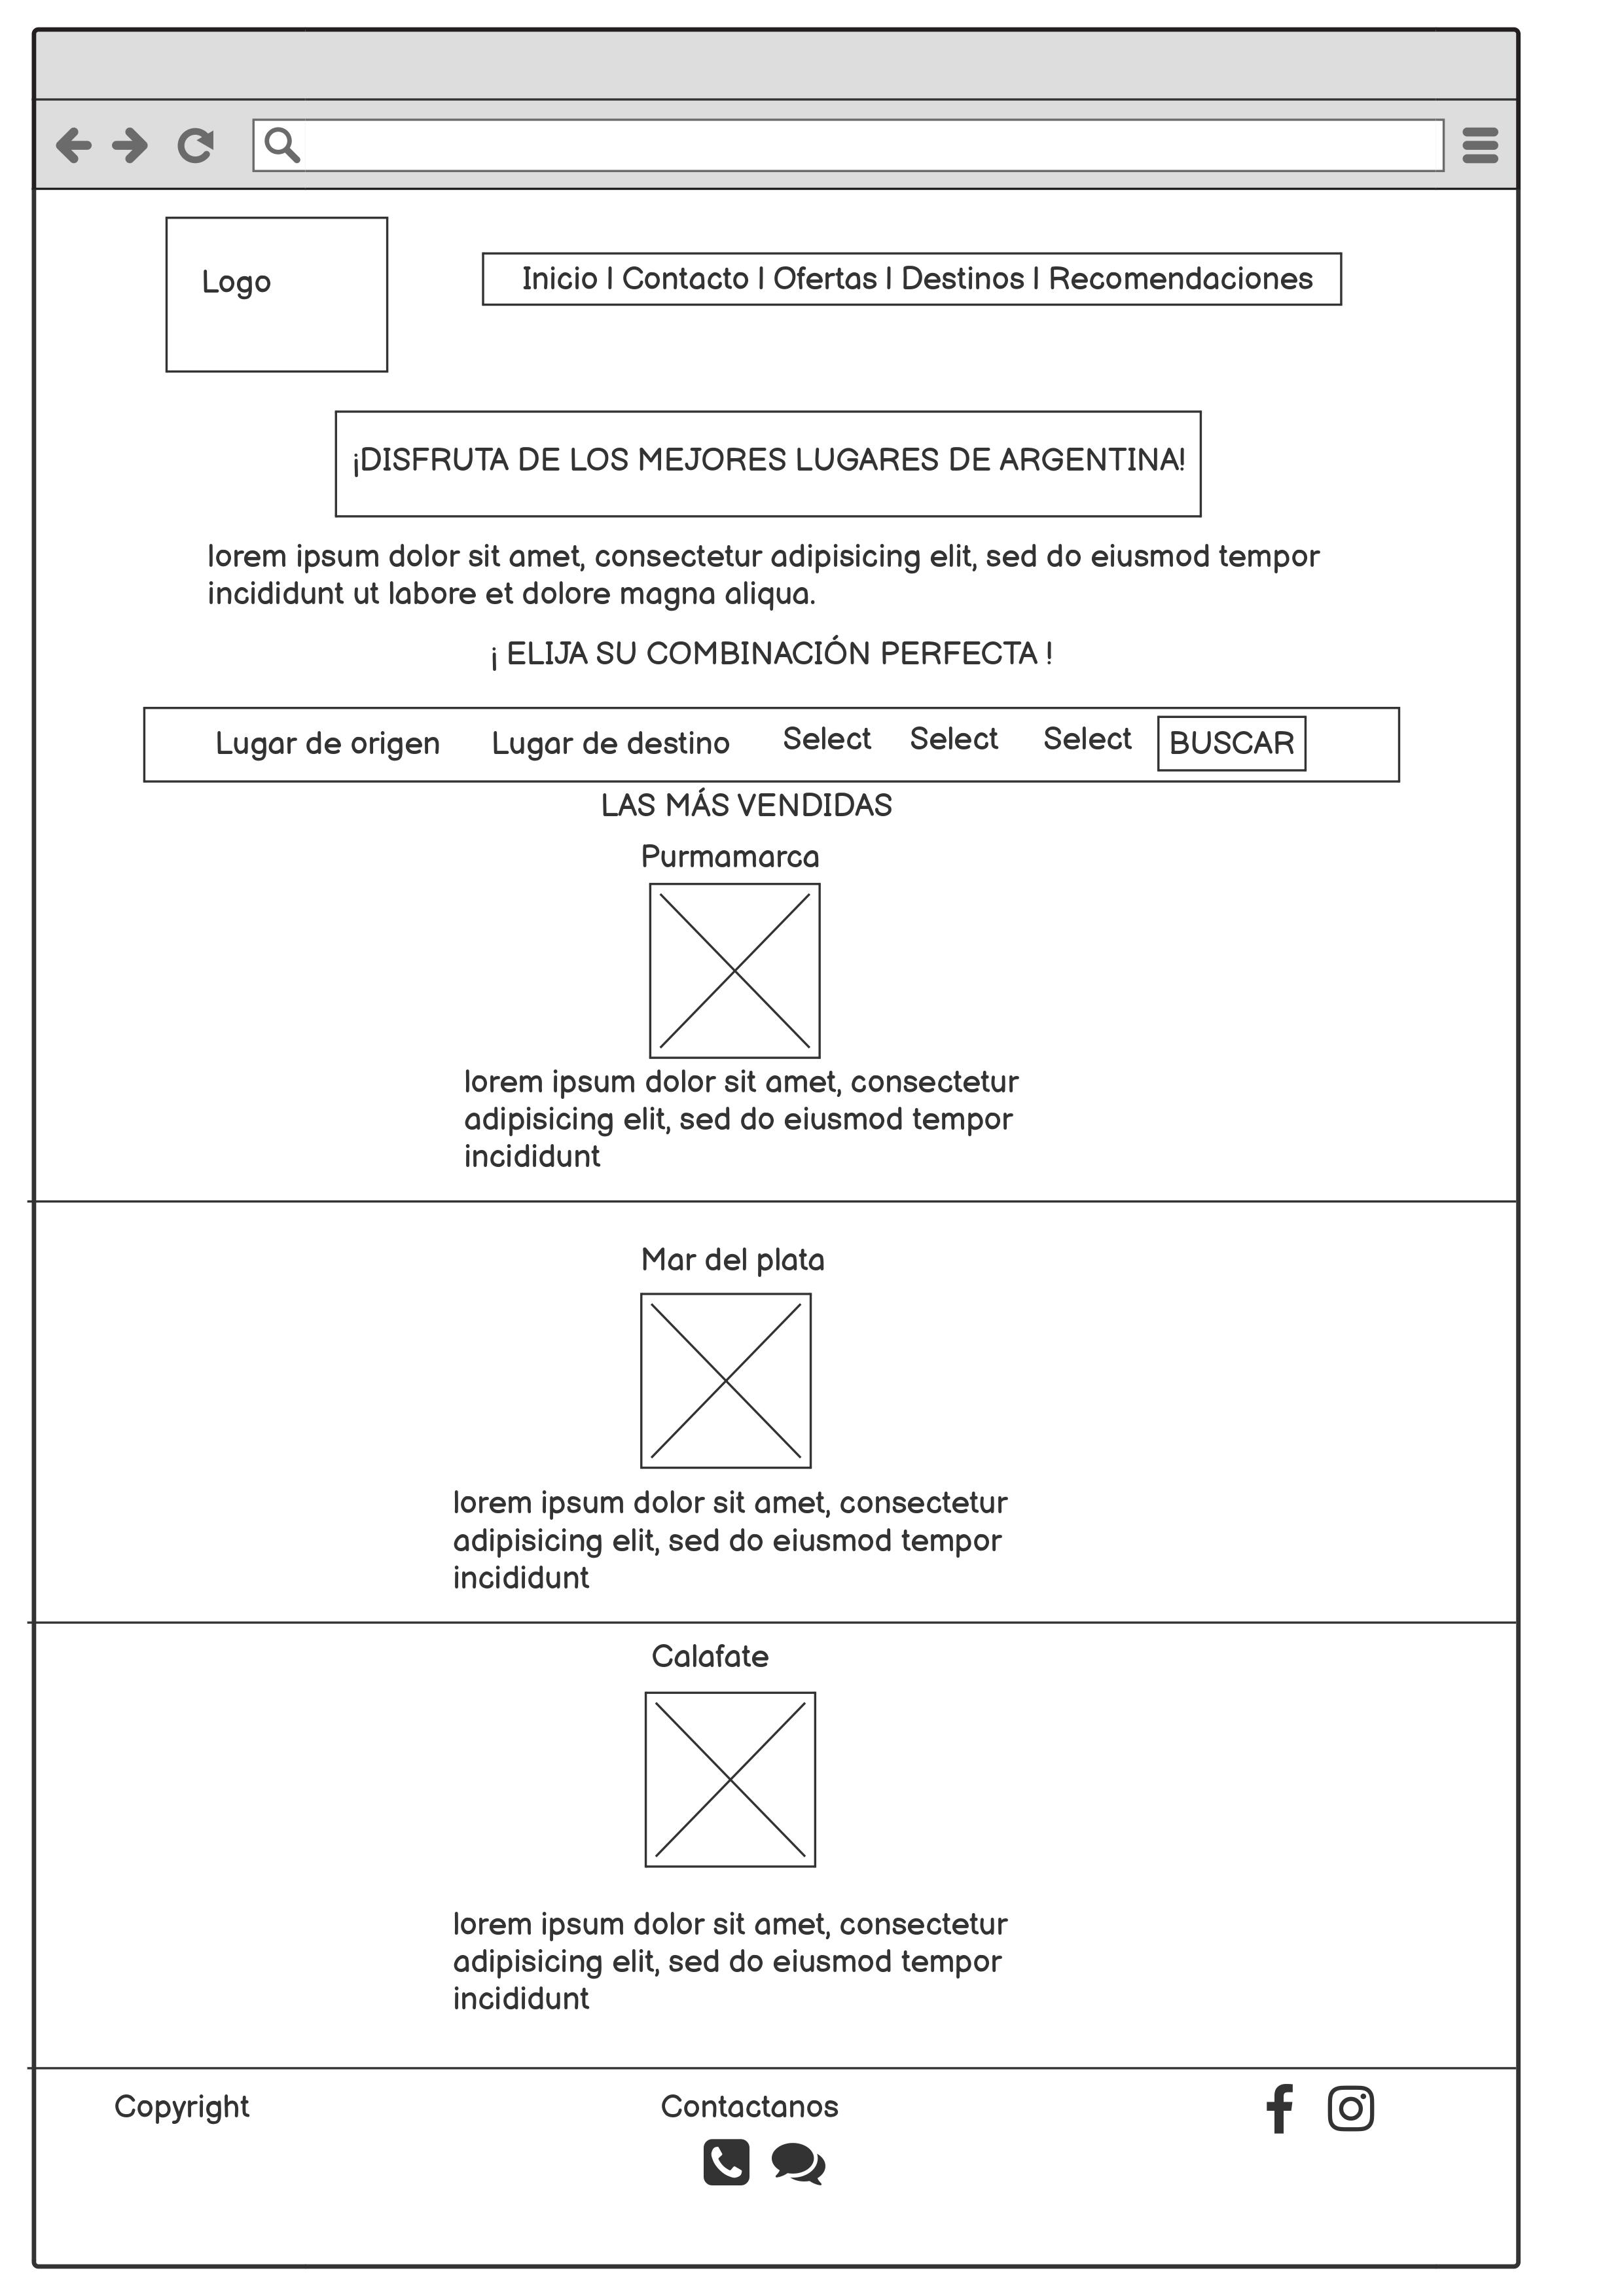 Logo
Inicio | Contacto | Ofertas | Destinos | Recomendaciones
¡DISFRUTA DE LOS MEJORES LUGARES DE ARGENTINA!
lorem ipsum dolor sit amet, consectetur adipisicing elit, sed do eiusmod tempor
incididunt ut labore et dolore magna aliqua.
¡ ELIJA SU COMBINACIÓN PERFECTA !
Lugar de origen Lugar de destino Select Select Select BUSCAR
LAS MÁS VENDIDAS
Purmamarca
lorem ipsum dolor sit amet, consectetur
adipisicing elit, sed do eiusmod tempor
incididunt
Mar del plata
lorem ipsum dolor sit amet, consectetur
adipisicing elit, sed do eiusmod tempor
incididunt
Calafate
lorem ipsum dolor sit amet, consectetur
adipisicing elit, sed do eiusmod tempor
incididunt
Copyright Contactanos